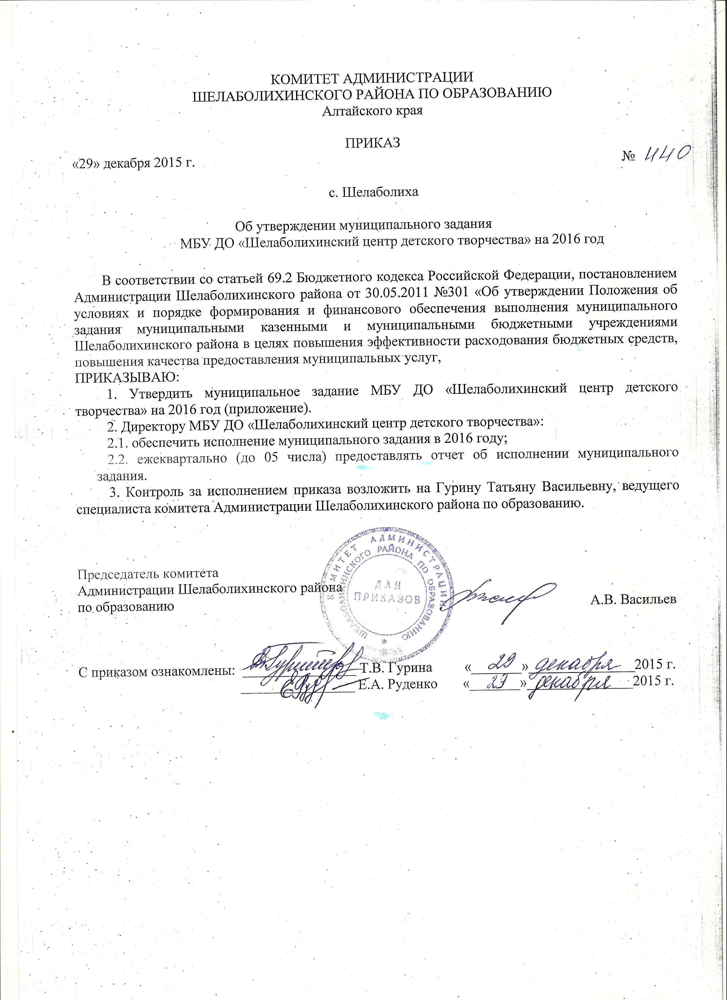 КОМИТЕТ АДМИНИСТРАЦИИ
ШЕЛАБОЛИХИНСКОГО РАЙОНА ПО ОБРАЗОВАНИЮ
Алтайского края
ПРИКАЗ
«29» декабря 2015 г. № 440
с. Шелаболиха
Об утверждении муниципального задания
МБУ ДО «Шелаболихинский центр детского творчества» на 2016 год
В соответствии со статьей 69.2 Бюджетного кодекса Российской Федерации, постановлением
Администрации Шелаболихинского района от 30.05.2011 №301 «Об утверждении Положения об
условиях и порядке формирования и финансового обеспечения выполнения муниципального
задания муниципальными казенными и муниципальными бюджетными учреждениями
Шелаболихинского района в целях повышения эффективности расходования бюджетных средств,
повышения качества предоставления муниципальных услуг,
ПРИКАЗЫВАЮ:
1. Утвердить муниципальное задание МБУ ДО «Шелаболихинский центр детского
творчества» на 2016 год (приложение).
2. Директору МБУ ДО «Шелаболихинский центр детского творчества»:
2.1. обеспечить исполнение муниципального задания в 2016 году;
2.2. ежеквартально (до 05 числа) предоставлять отчет об исполнении муниципального
задания.
3. Контроль за исполнением приказа возложить на Гурину Татьяну Васильевну, ведущего
специалиста комитета Администрации Шелаболихинского района по образованию.
КОМИТЕТ АДМИНИСТРАЦИИ
ШЕЛАБОЛИХИНСКОГО РАЙОНА ПО ОБРАЗОВАНИЮ
ДЛЯ
ПРИКАЗОВ
Председатель комитета
Администрации Шелаболихинского района
по образованию А.В. Васильев
С приказом ознакомлены: Т.В. Гурина «29» декабря 2015 г.
Е.А. Руденко «29» декабря 2015 г.